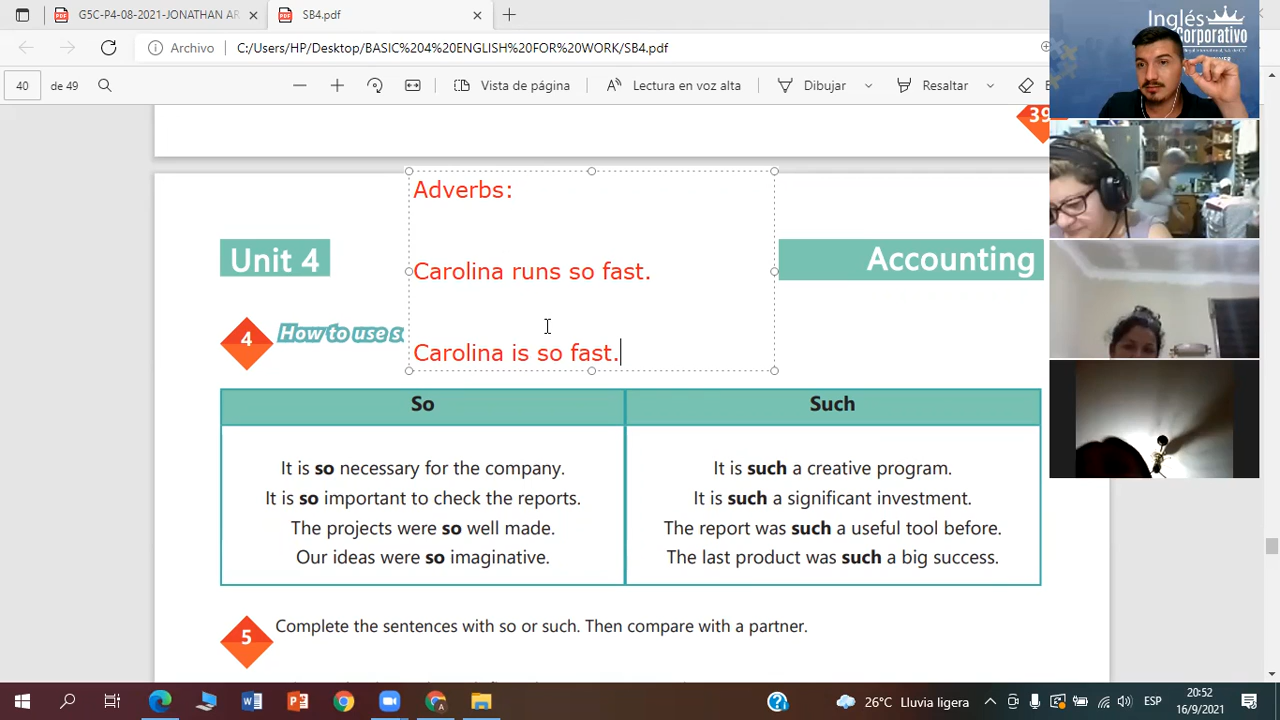 G5C-P4-08-2021-JONATHAN AR
SB4.pdf
Archivo
C:/Users/HP/Desktop/BASIC%204%20ENGLISH%20FOR%20WORK/SB4.pdf
40 de 49
Vista de página
Lectura en voz alta
Dibujar
Resaltar
Inglés
Corporativo
39
Adverbs:
Unit 4
Accounting
Carolina runs so fast.
4
How to use s
Carolina is so fast.
So
Such
It is so necessary for the company.
It is so important to check the reports.
The projects were so well made.
Our ideas were so imaginative.
It is such a creative program.
It is such a significant investment.
The report was such a useful tool before.
The last product was such a big success.
5
Complete the sentences with so or such. Then compare with a partner.
26°C Lluvia ligera
ESP
20:52
16/9/2021